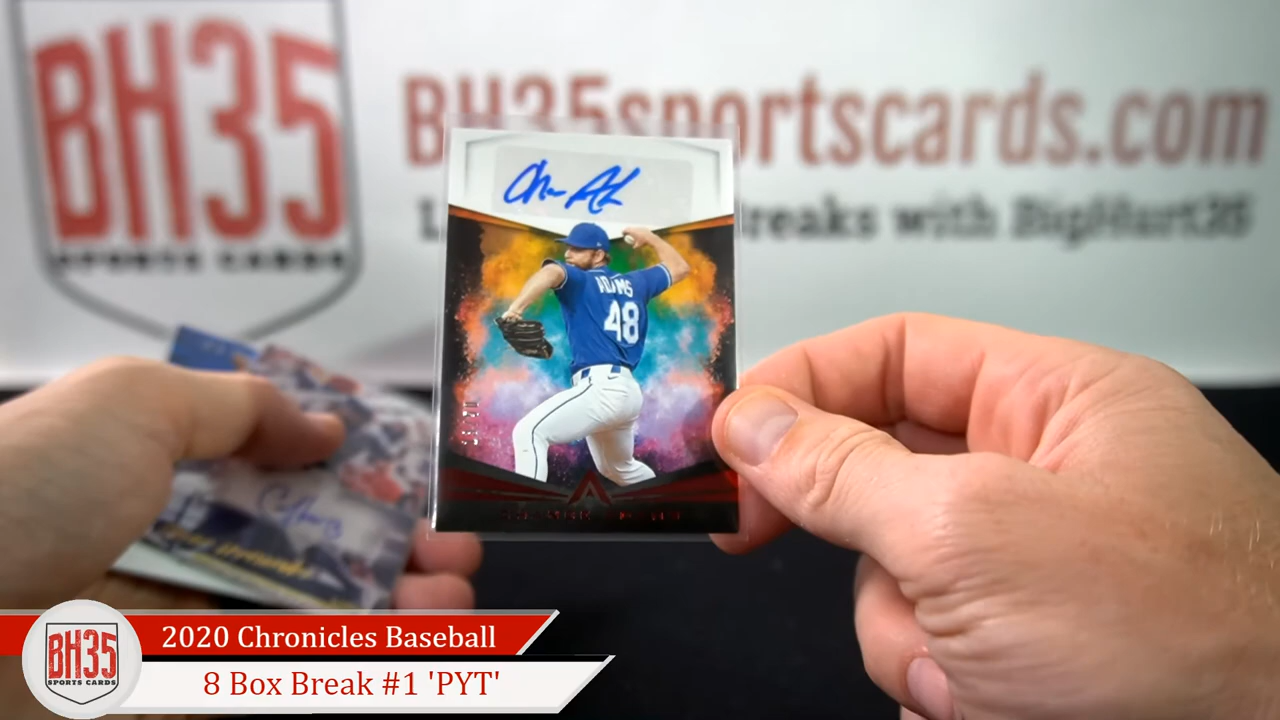 BH35
SPORTS CARDS
BH35sportscards.com
Breaks with BigHurt35
ADAMS
48
2020 Chronicles Baseball
8 Box Break #1 'PYT'
BH35
SPORTS CARDS